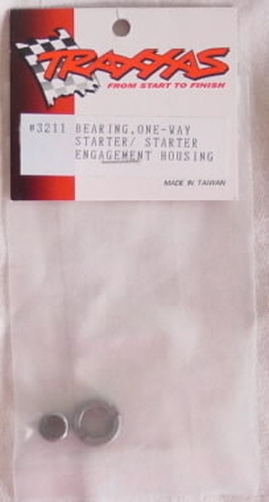 TRAXXAS
FROM START TO FINISH
#3211 BEARING,ONE-WAY
STARTER/ STARTER
ENGAGEMENT HOUSING
MADE IN TAIWAN